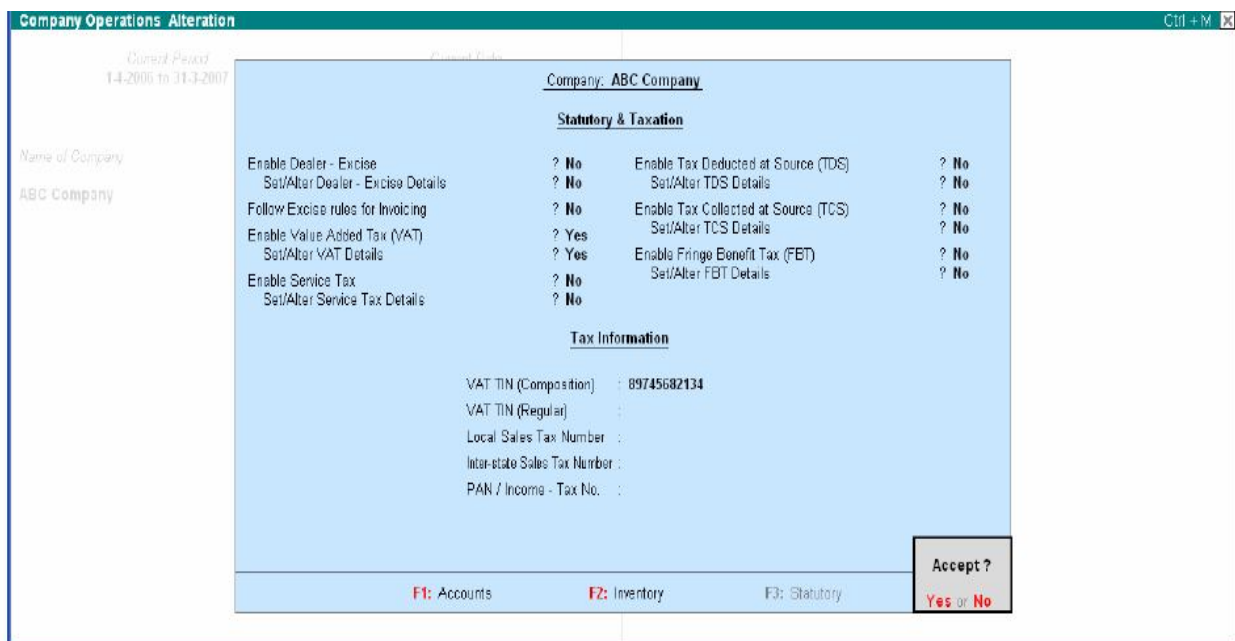 Company Operations Alteration Ctrl + M X
Current Period Current Date
1-4-2006 to 31-3-2007
Name of Company
ABC Company
Company: ABC Company
Statutory & Taxation
Enable Dealer - Excise ? No
Set/Alter Dealer - Excise Details ? No
Follow Excise rules for Invoicing ? No
Enable Value Added Tax (VAT) ? Yes
Set/Alter VAT Details ? Yes
Enable Service Tax ? No
Set/Alter Service Tax Details ? No
Enable Tax Deducted at Source (TDS) ? No
Set/Alter TDS Details ? No
Enable Tax Collected at Source (TCS) ? No
Set/Alter TCS Details ? No
Enable Fringe Benefit Tax (FBT) ? No
Set/Alter FBT Details ? No
Tax Information
VAT TIN (Composition) : 89745682134
VAT TIN (Regular) :
Local Sales Tax Number :
Inter-state Sales Tax Number :
PAN / Income - Tax No. :
F1: Accounts F2: Inventory F3: Statutory
Accept ?
Yes or No